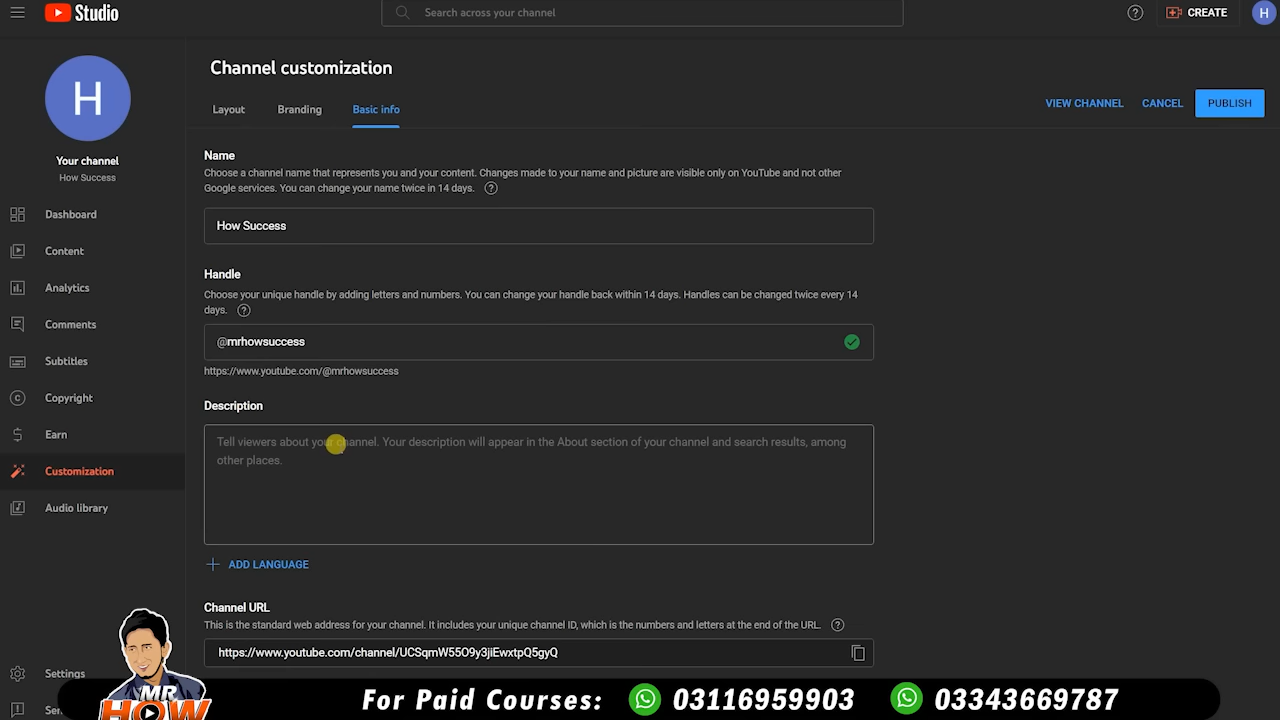 Studio
Search across your channel
CREATE
H
H
Your channel
How Success
Dashboard
Content
Analytics
Comments
Subtitles
Copyright
Earn
Customization
Audio library
Settings
Channel customization
Layout
Branding
Basic info
VIEW CHANNEL
CANCEL
PUBLISH
Name
Choose a channel name that represents you and your content. Changes made to your name and picture are visible only on YouTube and not other
Google services. You can change your name twice in 14 days.
How Success
Handle
Choose your unique handle by adding letters and numbers. You can change your handle back within 14 days. Handles can be changed twice every 14
days.
@mrhowsuccess
https://www.youtube.com/@mrhowsuccess
Description
Tell viewers about your channel. Your description will appear in the About section of your channel and search results, among
other places.
ADD LANGUAGE
Channel URL
This is the standard web address for your channel. It includes your unique channel ID, which is the numbers and letters at the end of the URL.
https://www.youtube.com/channel/UCSqmW55O9y3jiEwxtpQ5gyQ
MR
HOW
For Paid Courses: 03116959903 03343669787